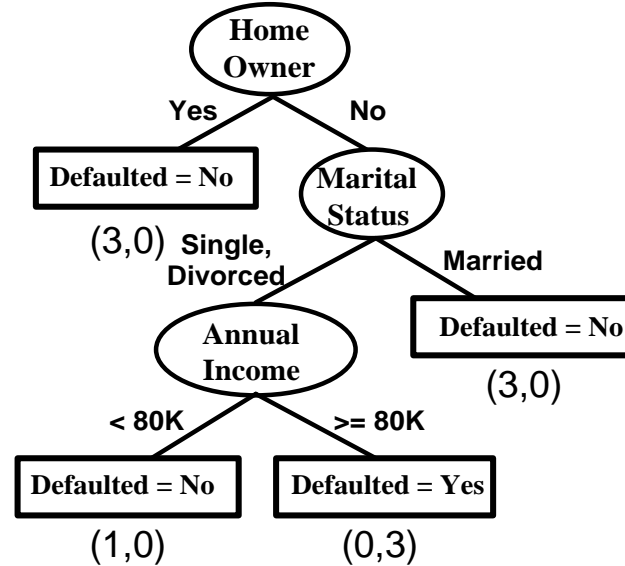 Home
Owner
Yes
No
Defaulted = No
Marital
Status
(3,0)
Single,
Divorced
Married
Annual
Income
Defaulted = No
(3,0)
< 80K
>= 80K
Defaulted = No
Defaulted = Yes
(1,0)
(0,3)